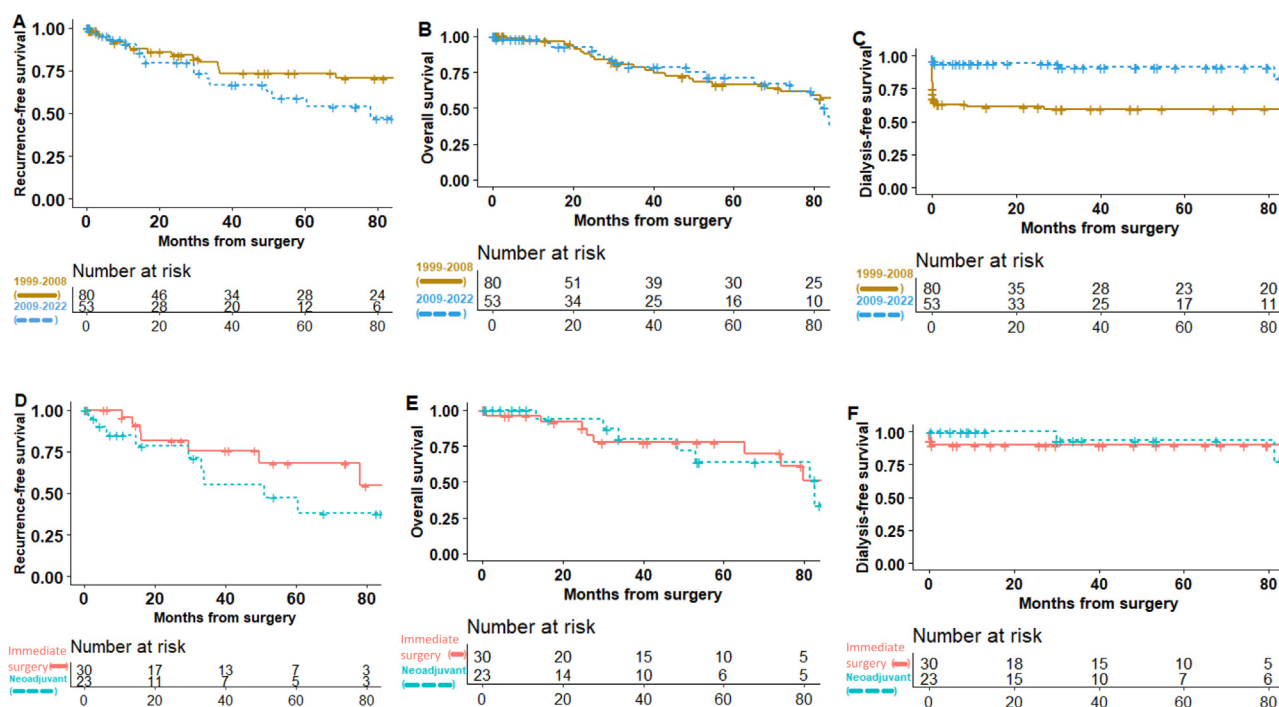 A
Recurrence-free survival
1.00
0.75
0.50
0.25
0.00
0 20 40 60 80
Months from surgery
Number at risk
1999-2008
80 46 34 28 24
2009-2022
53 28 20 12 6
0 20 40 60 80
B
Overall survival
1.00
0.75
0.50
0.25
0.00
0 20 40 60 80
Months from surgery
Number at risk
1999-2008
80 51 39 30 25
2009-2022
53 34 25 16 10
0 20 40 60 80
C
Dialysis-free survival
1.00
0.75
0.50
0.25
0.00
0 20 40 60 80
Months from surgery
Number at risk
1999-2008
80 35 28 23 20
2009-2022
53 33 25 17 11
0 20 40 60 80
D
Recurrence-free survival
1.00
0.75
0.50
0.25
0.00
0 20 40 60 80
Months from surgery
Number at risk
Immediate
surgery ( )
30 17 13 7 3
Neoadjuvant
( )
23 11 7 5 3
0 20 40 60 80
E
Overall survival
1.00
0.75
0.50
0.25
0.00
0 20 40 60 80
Months from surgery
Number at risk
Immediate
surgery ( )
30 20 15 10 5
Neoadjuvant
( )
23 14 10 6 5
0 20 40 60 80
F
Dialysis-free survival
1.00
0.75
0.50
0.25
0.00
0 20 40 60 80
Months from surgery
Number at risk
Immediate
surgery ( )
30 18 15 10 5
Neoadjuvant
( )
23 15 10 7 6
0 20 40 60 80